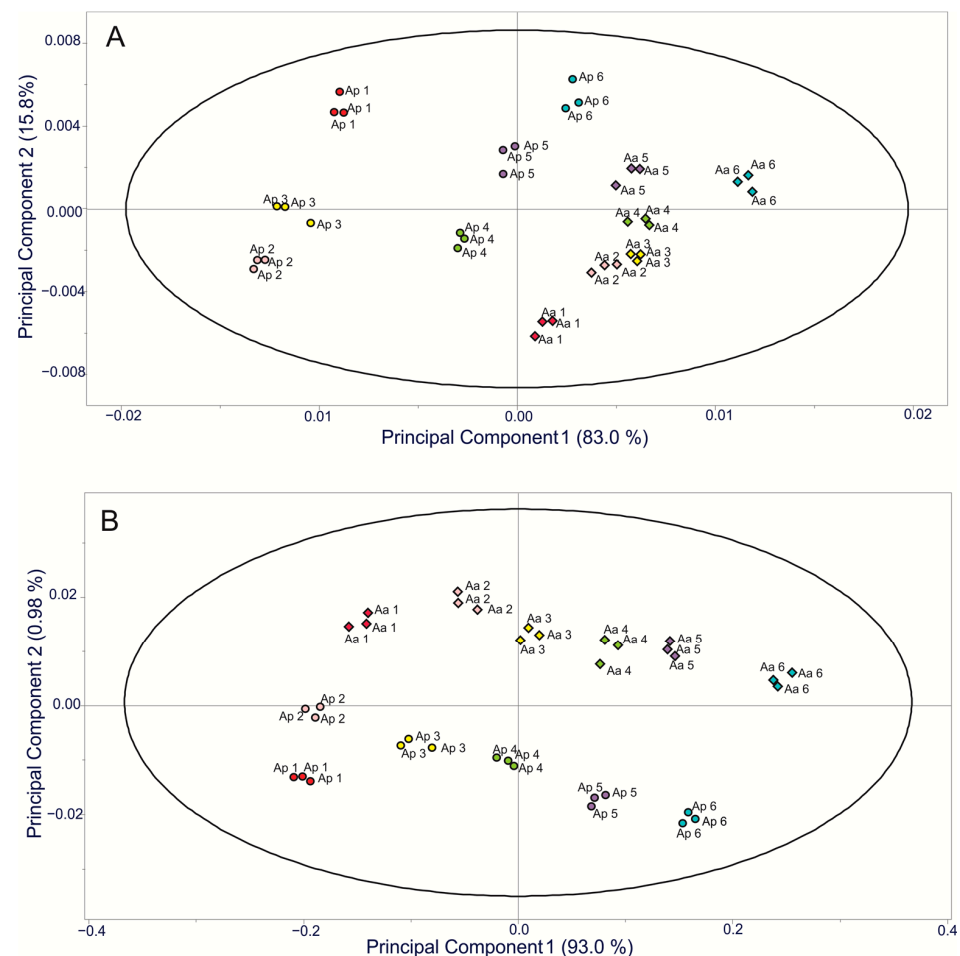 A
0.008
Ap 6
Ap 1
Ap 6
Ap 1
Ap 6
Ap 1
0.004
Ap 5
Ap 5
Aa 5
Aa 6
Aa 6
Aa 5
Ap 5
Aa 5
Aa 6
Ap 3
Ap 3
0.000
Aa 4
Aa 4
Ap 3
Ap 4
Aa 4
Ap 4
Aa 3
Ap 2
Ap 4
Aa 2
Aa 3
Ap 2
Aa 3
Ap 2
Aa 2
Aa 2
−0.004
Aa 1
Aa 1
Aa 1
−0.008
−0.02
0.01
0.00
0.01
0.02
Principal Component 2 (15.8%)
Principal Component 1 (83.0 %)
B
Aa 2
0.02
Aa 2
Aa 1
Aa 2
Aa 3
Aa 1
Aa 4
Aa 3
Aa 1
Aa 4
Aa 5
Aa 3
Aa 5
Aa 5
Aa 6
Aa 4
Aa 6
Aa 6
Ap 2
0.00
Ap 2
Ap 2
Ap 3
Ap 3
Ap 4
Ap 3
Ap 4
Ap 4
Ap 1
Ap 1
Ap 1
Ap 5
Ap 5
Ap 6
−0.02
Ap 5
Ap 6
Ap 6
−0.4
−0.2
0.0
0.2
0.4
Principal Component 2 (0.98 %)
Principal Component 1 (93.0 %)